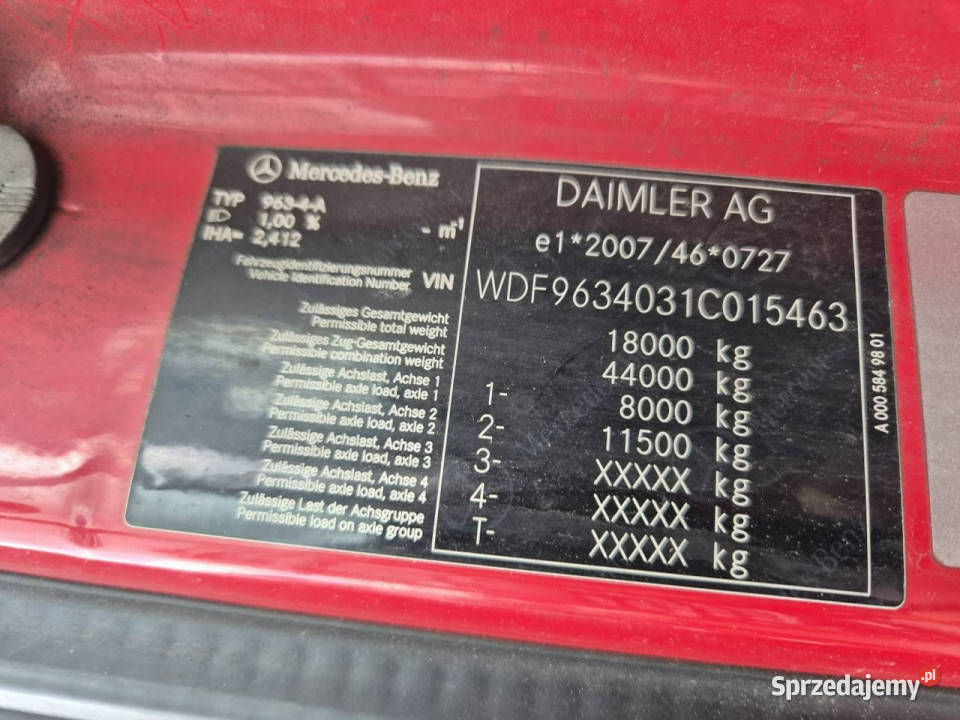 Mercedes-Benz
TYP 963-4-A
1,00 % - m⁻¹
IHA= 2,412
DAIMLER AG
e1*2007/46*0727
Fahrzeugidentifizierungsnummer
Vehicle Identification Number VIN WDF9634031C015463
Zulässiges Gesamtgewicht
Permissible total weight 18000 kg
Zulässiges Zug-Gesamtgewicht
Permissible combination weight 44000 kg
Zulässige Achslast, Achse 1
Permissible axle load, axle 1 1- 8000 kg
Zulässige Achslast, Achse 2
Permissible axle load, axle 2 2- 11500 kg
Zulässige Achslast, Achse 3
Permissible axle load, axle 3 3- XXXXX kg
Zulässige Achslast, Achse 4
Permissible axle load, axle 4 4- XXXXX kg
Zulässige Last der Achsgruppe
Permissible load on axle group T- XXXXX kg
A 000 584 98 01
Sprzedajemy.pl